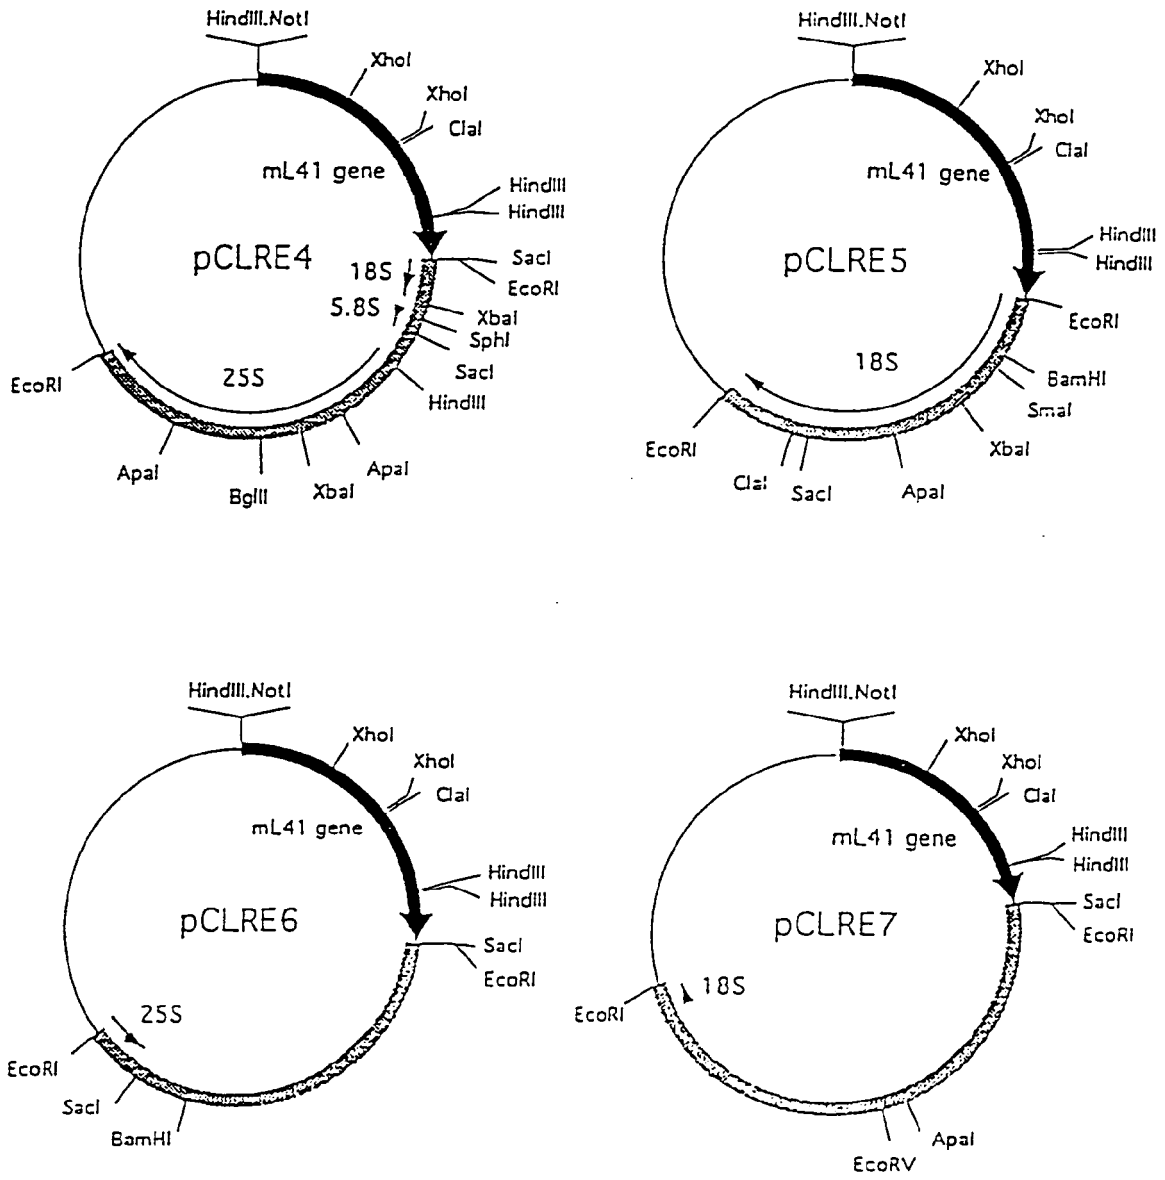 HindIII.NotI
XhoI
XhoI
ClaI
mL41 gene
HindIII
HindIII
pCLRE4
18S
SacI
EcoRI
5.8S
XbaI
SphI
SacI
HindIII
25S
EcoRI
ApaI
BglII
XbaI
ApaI
HindIII.NotI
XhoI
XhoI
ClaI
mL41 gene
HindIII
HindIII
pCLRE5
EcoRI
18S
BamHI
SmaI
XbaI
EcoRI
ClaI
SacI
ApaI
HindIII.NotI
XhoI
XhoI
ClaI
mL41 gene
HindIII
HindIII
pCLRE6
SacI
EcoRI
25S
EcoRI
SacI
BamHI
HindIII.NotI
XhoI
XhoI
ClaI
mL41 gene
HindIII
HindIII
pCLRE7
SacI
EcoRI
18S
EcoRI
ApaI
EcoRV